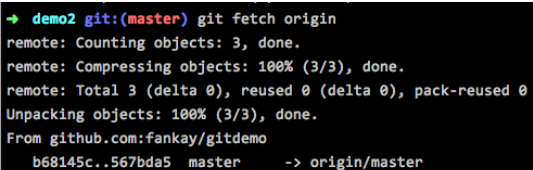 ➜ demo2 git:(master) git fetch origin
remote: Counting objects: 3, done.
remote: Compressing objects: 100% (3/3), done.
remote: Total 3 (delta 0), reused 0 (delta 0), pack-reused 0
Unpacking objects: 100% (3/3), done.
From github.com:fankay/gitdemo
   b68145c..567bda5  master     -> origin/master